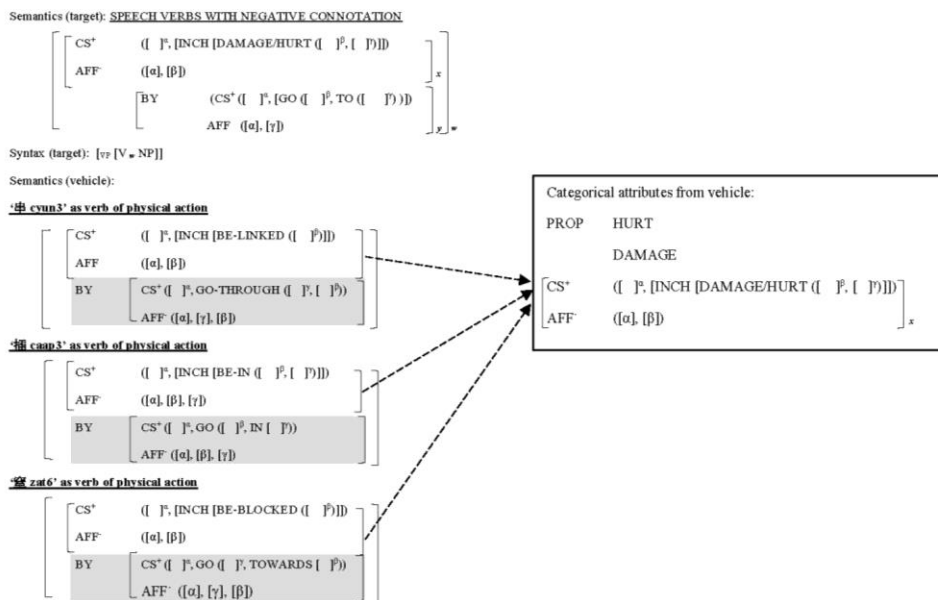 Semantics (target): SPEECH VERBS WITH NEGATIVE CONNOTATION
CS⁺ ([ ]ᵅ, [INCH [DAMAGE/HURT ([ ]ᵝ, [ ]ᵞ)]])
AFF⁻ ([α], [β]) x
BY (CS⁺ ([ ]ᵅ, [GO ([ ]ᵝ, TO ([ ]ᵞ) )])
AFF ([α], [γ]) y w
Syntax (target): [VP [V w NP]]
Semantics (vehicle):
‘串 cyun3’ as verb of physical action
CS⁺ ([ ]ᵅ, [INCH [BE-LINKED ([ ]ᵝ)]])
AFF ([α], [β])
BY CS⁺ ([ ]ᵅ, GO-THROUGH ([ ]ᵞ, [ ]ᵝ))
AFF⁻ ([α], [γ], [β])
‘插 caap3’ as verb of physical action
CS⁺ ([ ]ᵅ, [INCH [BE-IN ([ ]ᵝ, [ ]ᵞ)]])
AFF⁻ ([α], [β], [γ])
BY CS⁺ ([ ]ᵅ, GO ([ ]ᵝ, IN [ ]ᵞ))
AFF⁻ ([α], [β], [γ])
‘窒 zat6’ as verb of physical action
CS⁺ ([ ]ᵅ, [INCH [BE-BLOCKED ([ ]ᵝ)]])
AFF⁻ ([α], [β])
BY CS⁺ ([ ]ᵅ, GO ([ ]ᵞ, TOWARDS [ ]ᵝ))
AFF⁻ ([α], [γ], [β])
Categorical attributes from vehicle:
PROP HURT
DAMAGE
CS⁺ ([ ]ᵅ, [INCH [DAMAGE/HURT ([ ]ᵝ, [ ]ᵞ)]])
AFF⁻ ([α], [β]) x